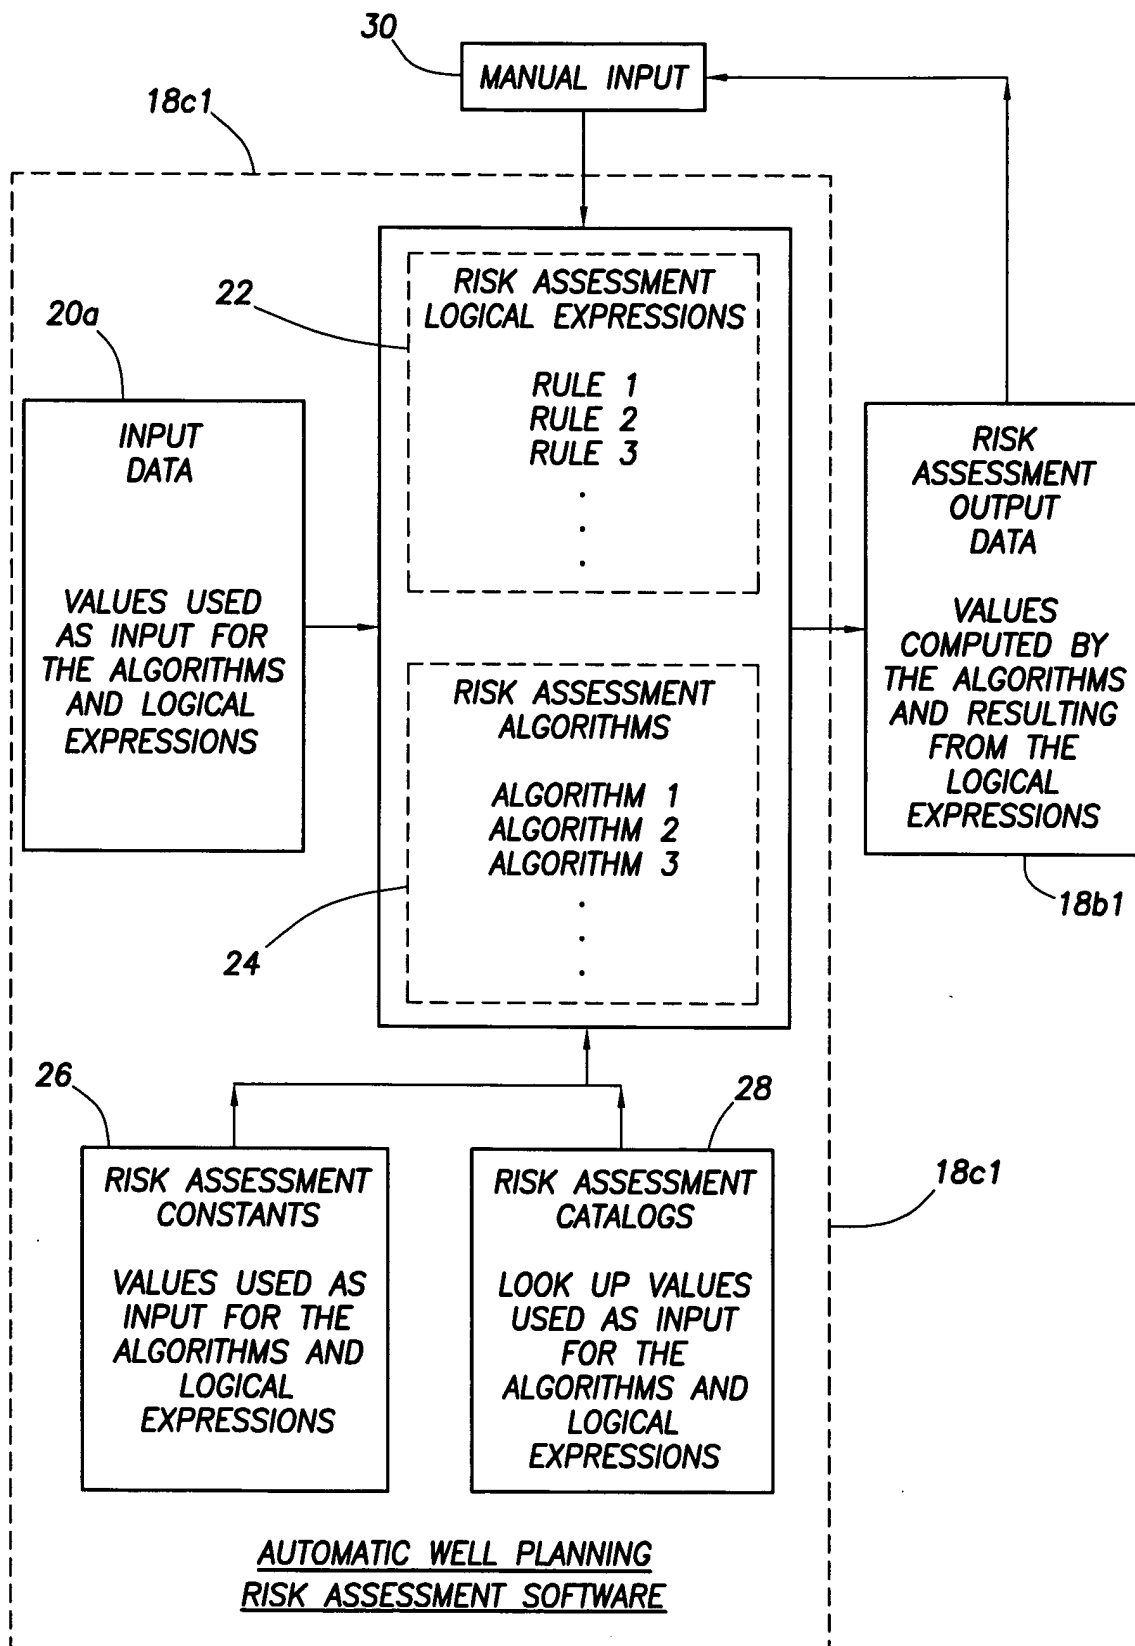 30
MANUAL INPUT
18c1
22
RISK ASSESSMENT
LOGICAL EXPRESSIONS
RULE 1
RULE 2
RULE 3
.
.
.
20a
INPUT
DATA
VALUES USED
AS INPUT FOR
THE ALGORITHMS
AND LOGICAL
EXPRESSIONS
RISK
ASSESSMENT
OUTPUT
DATA
VALUES
COMPUTED BY
THE ALGORITHMS
AND RESULTING
FROM THE
LOGICAL
EXPRESSIONS
18b1
RISK ASSESSMENT
ALGORITHMS
ALGORITHM 1
ALGORITHM 2
ALGORITHM 3
.
.
.
24
26
RISK ASSESSMENT
CONSTANTS
VALUES USED AS
INPUT FOR THE
ALGORITHMS AND
LOGICAL
EXPRESSIONS
28
RISK ASSESSMENT
CATALOGS
LOOK UP VALUES
USED AS INPUT
FOR THE
ALGORITHMS AND
LOGICAL
EXPRESSIONS
18c1
AUTOMATIC WELL PLANNING
RISK ASSESSMENT SOFTWARE